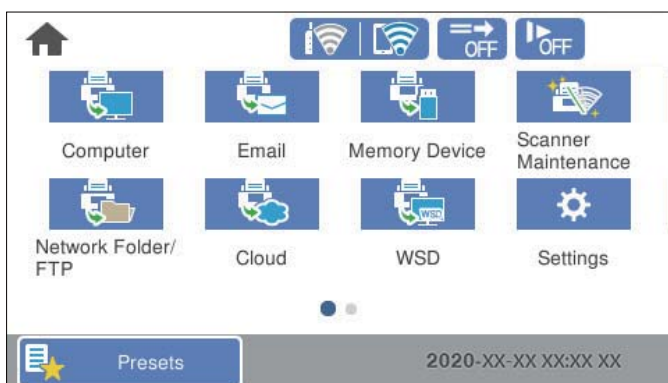 OFF
OFF
Computer
Email
Memory Device
Scanner
Maintenance
Network Folder/
FTP
Cloud
WSD
WSD
Settings
Presets
2020-XX-XX XX:XX XX